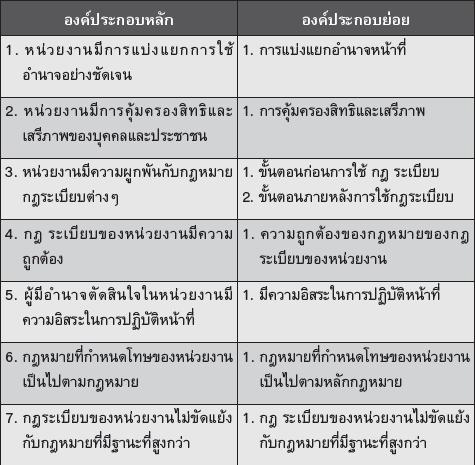 องค์ประกอบหลัก องค์ประกอบย่อย
1. หน่วยงานมีการแบ่งแยกการใช้ 1. การแบ่งแยกอำนาจหน้าที่
อำนาจอย่างชัดเจน
2. หน่วยงานมีการคุ้มครองสิทธิและ 1. การคุ้มครองสิทธิและเสรีภาพ
เสรีภาพของบุคคลและประชาชน
3. หน่วยงานมีความผูกพันกับกฎหมาย 1. ขั้นตอนก่อนการใช้ กฎ ระเบียบ
กฎระเบียบต่างๆ 2. ขั้นตอนภายหลังการใช้กฎระเบียบ
4. กฎ ระเบียบของหน่วยงานมีความ 1. ความถูกต้องของกฎหมายของกฎ
ถูกต้อง ระเบียบของหน่วยงาน
5. ผู้มีอำนาจตัดสินใจในหน่วยงานมี 1. มีความอิสระในการปฏิบัติหน้าที่
ความอิสระในการปฏิบัติหน้าที่
6. กฎหมายที่กำหนดโทษของหน่วยงาน 1. กฎหมายที่กำหนดโทษของหน่วยงาน
เป็นไปตามกฎหมาย เป็นไปตามหลักกฎหมาย
7. กฎระเบียบของหน่วยงานไม่ขัดแย้ง 1. กฎ ระเบียบของหน่วยงานไม่ขัดแย้ง
กับกฎหมายที่มีฐานะที่สูงกว่า กับกฎหมายที่มีฐานะที่สูงกว่า